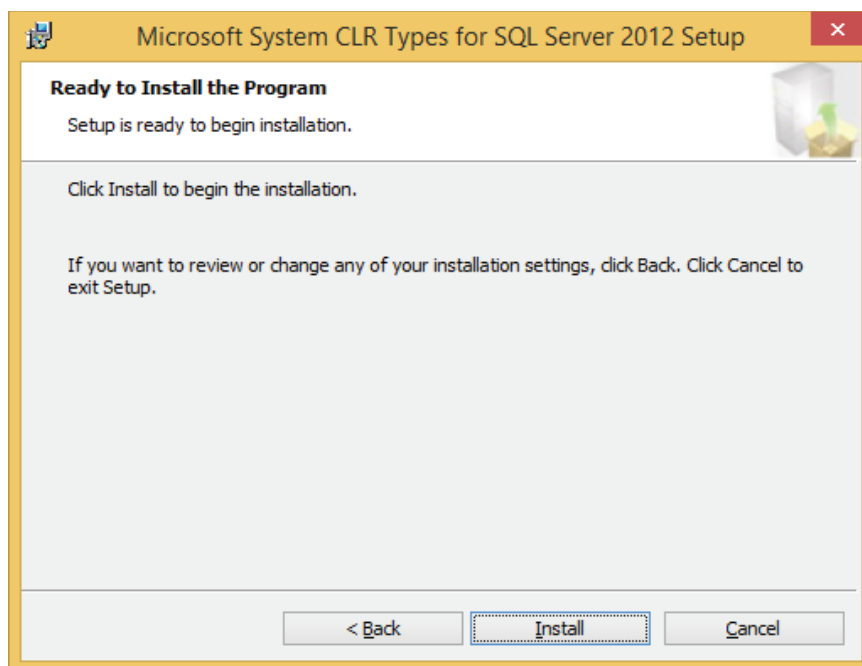 Microsoft System CLR Types for SQL Server 2012 Setup
Ready to Install the Program
Setup is ready to begin installation.
Click Install to begin the installation.
If you want to review or change any of your installation settings, click Back. Click Cancel to
exit Setup.
< Back Install Cancel